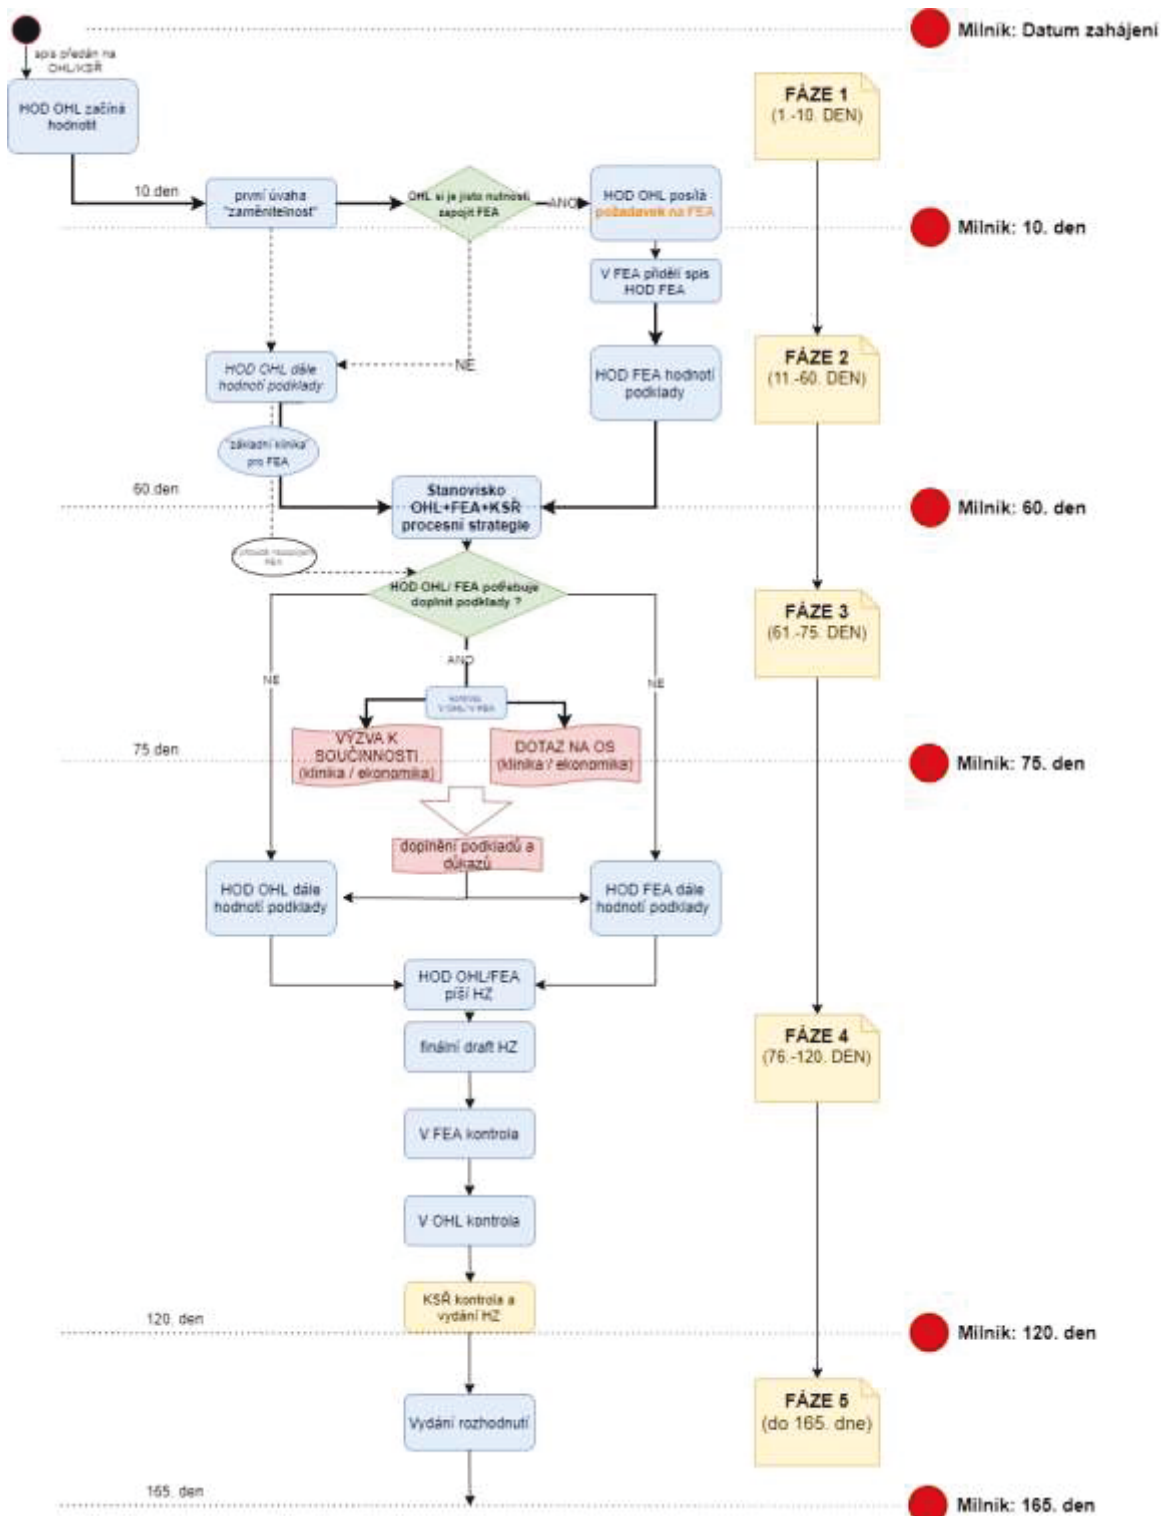 Milník: Datum zahájení
spis předán na
OHL/KSŘ
HOD OHL začíná
hodnotit
FÁZE 1
(1.-10. DEN)
10.den
první úvaha
"zaměnitelnost"
OHL si je jisto nutností
zapojit FEA
ANO
HOD OHL posílá
požadavek na FEA
Milník: 10. den
V FEA přidělí spis
HOD FEA
FÁZE 2
(11.-60. DEN)
NE
HOD OHL dále
hodnotí podklady
HOD FEA hodnotí
podklady
"základní klinika"
pro FEA
60.den
Stanovisko
OHL+FEA+KSŘ
procesní strategie
Milník: 60. den
FEA
HOD OHL/ FEA potřebuje
doplnit podklady ?
FÁZE 3
(61.-75. DEN)
ANO
NE
NE
V OHL/ V FEA
VÝZVA K
SOUČINNOSTI
(klinika / ekonomika)
DOTAZ NA OS
(klinika / ekonomika)
75 den
Milník: 75. den
doplnění podkladů a
důkazů
HOD OHL dále
hodnotí podklady
HOD FEA dále
hodnotí podklady
HOD OHL/FEA
píší HZ
finální draft HZ
FÁZE 4
(76.-120. DEN)
V FEA kontrola
V OHL kontrola
KSŘ kontrola a
vydání HZ
120. den
Milník: 120. den
Vydání rozhodnutí
FÁZE 5
(do 165. dne)
165. den
Milník: 165. den